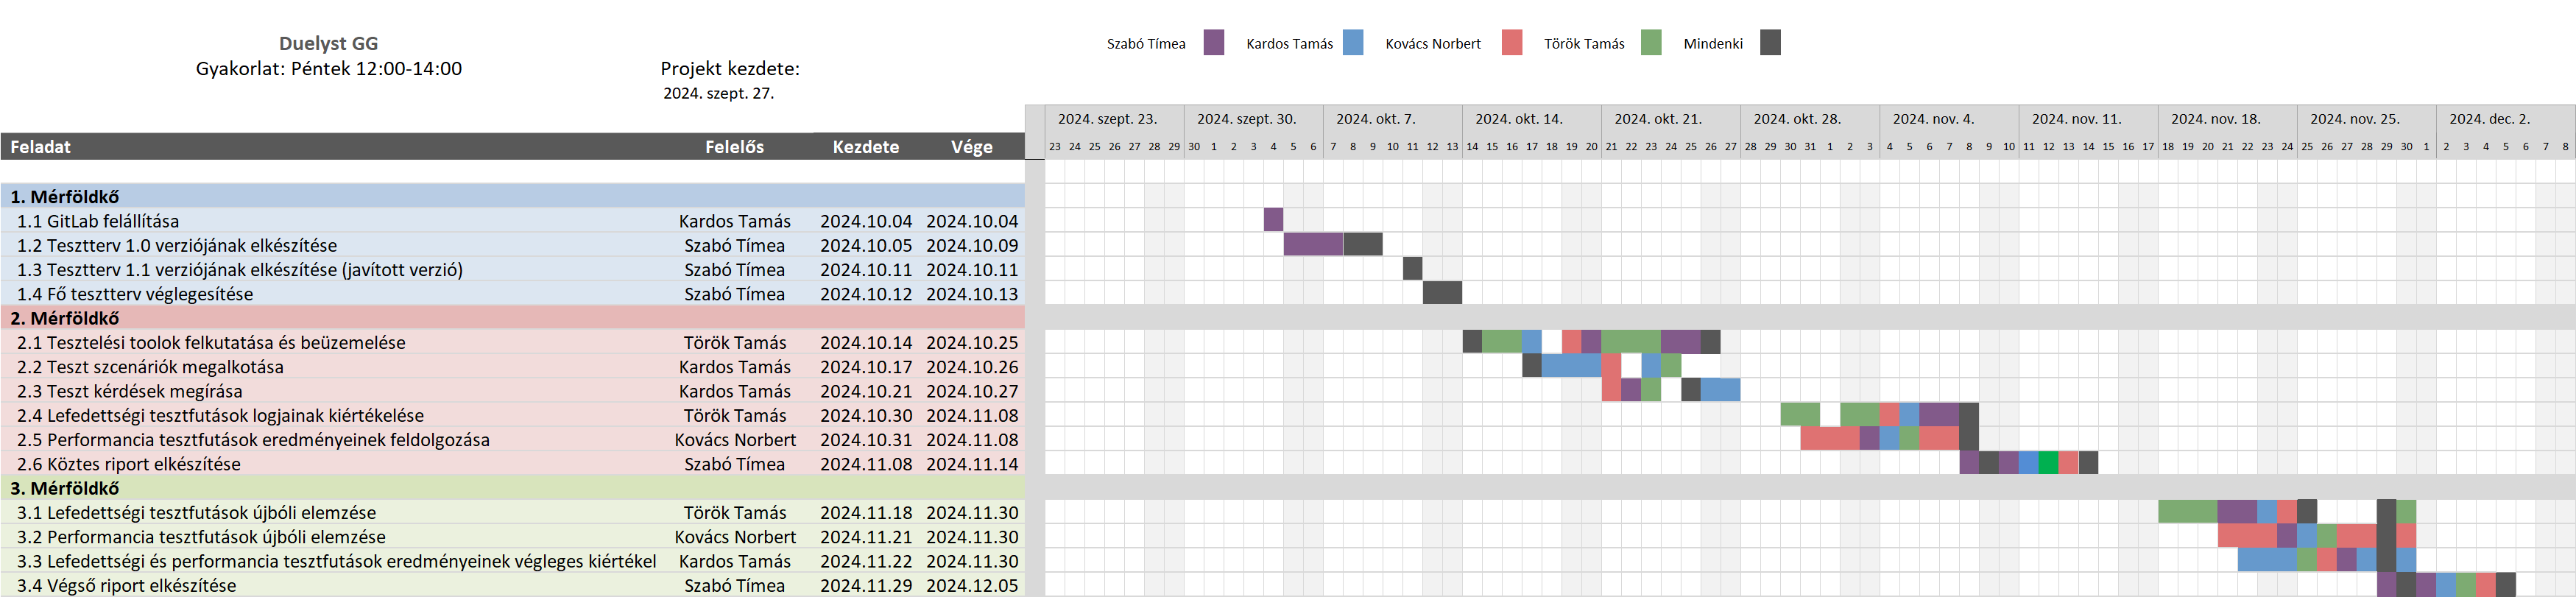 Duelyst GG
Gyakorlat: Péntek 12:00-14:00
Projekt kezdete:
2024. szept. 27.
Szabó Tímea Kardos Tamás Kovács Norbert Török Tamás Mindenki
2024. szept. 23. 2024. szept. 30. 2024. okt. 7. 2024. okt. 14. 2024. okt. 21. 2024. okt. 28. 2024. nov. 4. 2024. nov. 11. 2024. nov. 18. 2024. nov. 25. 2024. dec. 2.
Feladat Felelős Kezdete Vége
23 24 25 26 27 28 29 30 1 2 3 4 5 6 7 8 9 10 11 12 13 14 15 16 17 18 19 20 21 22 23 24 25 26 27 28 29 30 31 1 2 3 4 5 6 7 8 9 10 11 12 13 14 15 16 17 18 19 20 21 22 23 24 25 26 27 28 29 30 1 2 3 4 5 6 7 8
1. Mérföldkő
1.1 GitLab felállítása Kardos Tamás 2024.10.04 2024.10.04
1.2 Tesztterv 1.0 verziójának elkészítése Szabó Tímea 2024.10.05 2024.10.09
1.3 Tesztterv 1.1 verziójának elkészítése (javított verzió) Szabó Tímea 2024.10.11 2024.10.11
1.4 Fő tesztterv véglegesítése Szabó Tímea 2024.10.12 2024.10.13
2. Mérföldkő
2.1 Tesztelési toolok felkutatása és beüzemelése Török Tamás 2024.10.14 2024.10.25
2.2 Teszt szcenáriók megalkotása Kardos Tamás 2024.10.17 2024.10.26
2.3 Teszt kérdések megírása Kardos Tamás 2024.10.21 2024.10.27
2.4 Lefedettségi tesztfutások logjainak kiértékelése Török Tamás 2024.10.30 2024.11.08
2.5 Performancia tesztfutások eredményeinek feldolgozása Kovács Norbert 2024.10.31 2024.11.08
2.6 Köztes riport elkészítése Szabó Tímea 2024.11.08 2024.11.14
3. Mérföldkő
3.1 Lefedettségi tesztfutások újbóli elemzése Török Tamás 2024.11.18 2024.11.30
3.2 Performancia tesztfutások újbóli elemzése Kovács Norbert 2024.11.21 2024.11.30
3.3 Lefedettségi és performancia tesztfutások eredményeinek végleges kiértékel Kardos Tamás 2024.11.22 2024.11.30
3.4 Végső riport elkészítése Szabó Tímea 2024.11.29 2024.12.05